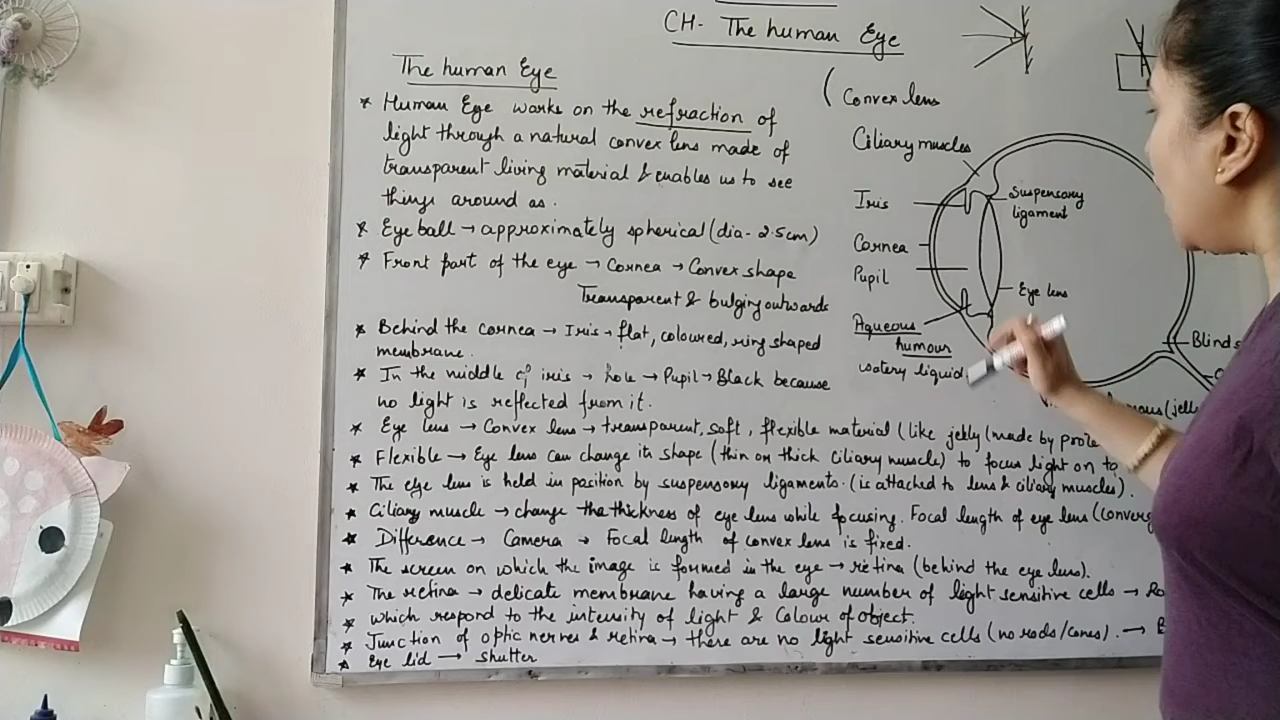 CH- The human Eye
The human Eye
* Human Eye works on the refraction of
light through a natural convex lens made of
transparent living material & enables us to see
things around as.
* Eye ball → approximately spherical (dia- 2.5cm)
* Front part of the eye → Cornea → Convex shape
Transparent & bulging outwards
* Behind the cornea → Iris → flat, coloured, ring shaped
membrane.
* In the middle of iris → hole → Pupil → Black because
no light is reflected from it.
* Eye lens → Convex lens → transparent, soft, flexible material (like jelly (made by
* Flexible → Eye lens can change its shape (thin or thick ciliary muscle) to focus light on to
* The eye lens is held in position by suspensory ligaments. (is attached to lens & ciliary muscles).
* Ciliary muscle → change the thickness of eye lens while focusing. Focal length of eye lens
* Difference → Camera → Focal length of convex lens is fixed.
* The screen on which the image is formed in the eye → retina (behind the eye lens).
* The retina → delicate membrane having a large number of light sensitive cells →
* which respond to the intensity of light & Colour of object.
* Junction of optic nerves & retina → there are no light sensitive cells (no rods/cones). →
* Eye lid → shutter
(Convex lens
Ciliary muscles
Iris
Suspensory
ligament
Cornea
Pupil
Eye lens
Aqueous
humour
watery liquid